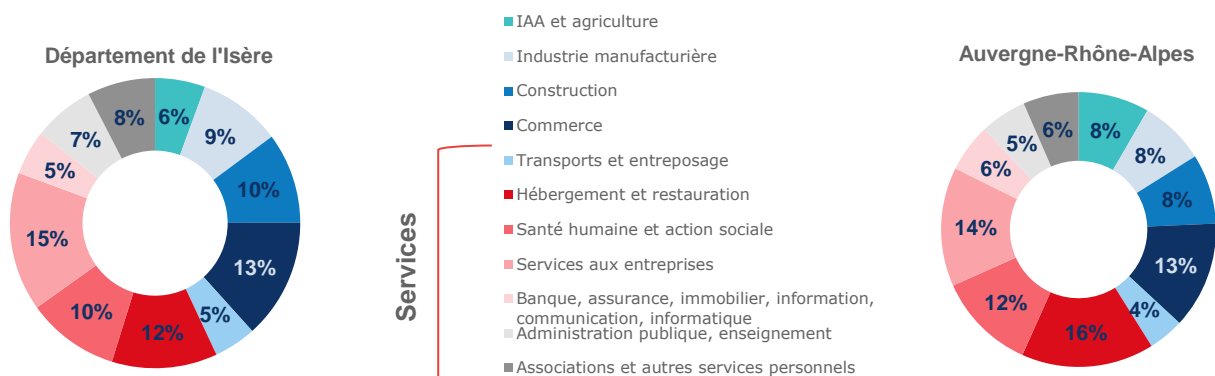 Département de l'Isère
6%
9%
10%
13%
5%
12%
10%
15%
5%
7%
8%
IAA et agriculture
Industrie manufacturière
Construction
Commerce
Services
Transports et entreposage
Hébergement et restauration
Santé humaine et action sociale
Services aux entreprises
Banque, assurance, immobilier, information,
communication, informatique
Administration publique, enseignement
Associations et autres services personnels
Auvergne-Rhône-Alpes
8%
8%
8%
13%
4%
16%
12%
14%
6%
5%
6%